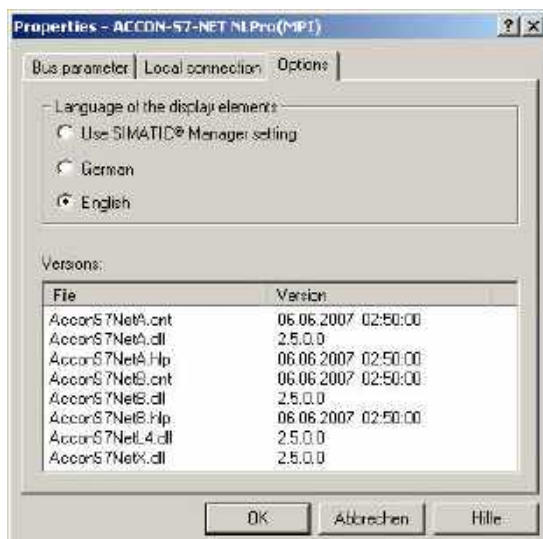 Properties - ACCON-S7-NET NLPro(MPI)
Bus parameter Local connection Options
Language of the display elements
Use SIMATIC® Manager setting
German
English
Versions:
File Version
AcconS7NetA.cnt 06.06.2007 02:50:00
AcconS7NetA.dll 2.5.0.0
AcconS7NetA.hlp 06.06.2007 02:50:00
AcconS7NetB.cnt 06.06.2007 02:50:00
AcconS7NetB.dll 2.5.0.0
AcconS7NetB.hlp 06.06.2007 02:50:00
AcconS7NetL4.dll 2.5.0.0
AcconS7NetX.dll 2.5.0.0
OK Abbrechen Hilfe